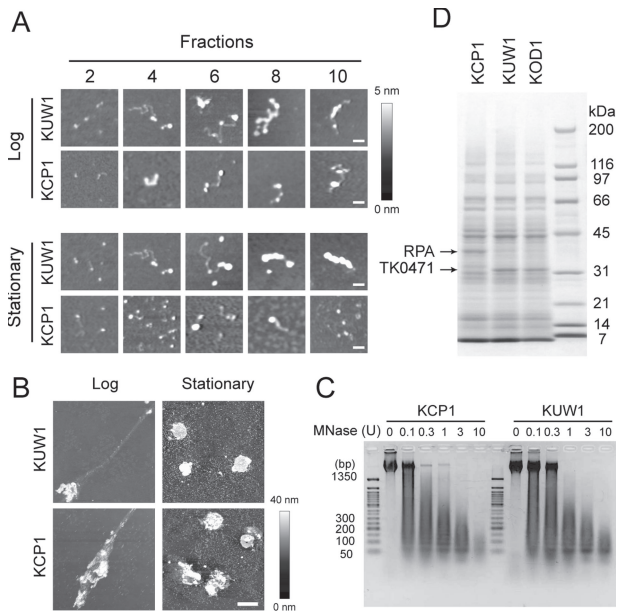 A
Fractions
2 4 6 8 10
Log
KUW1
KCP1
5 nm
0 nm
Stationary
KUW1
KCP1
D
KCP1
KUW1
KOD1
kDa
200
116
97
66
45
RPA
TK0471
31
21
14
7
B
Log Stationary
KUW1
KCP1
40 nm
0 nm
C
KCP1 KUW1
MNase (U) 0 0.1 0.3 1 3 10 0 0.1 0.3 1 3 10
(bp)
1350
300
200
100
50